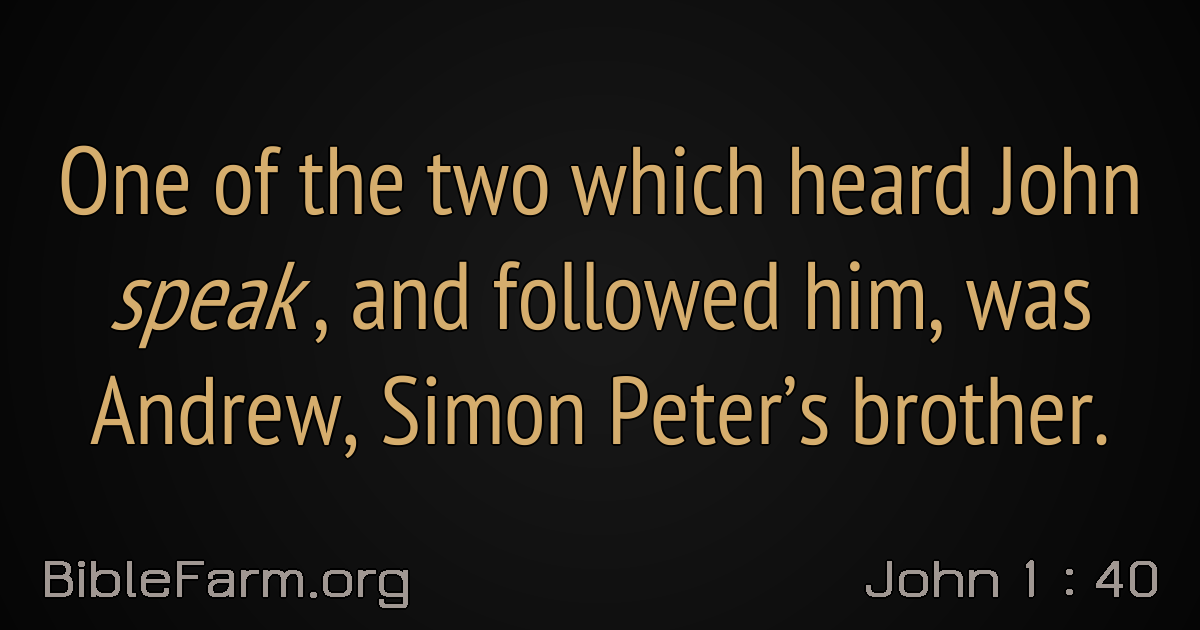 One of the two which heard John
speak , and followed him, was
Andrew, Simon Peter’s brother.
BibleFarm.org
John 1 : 40